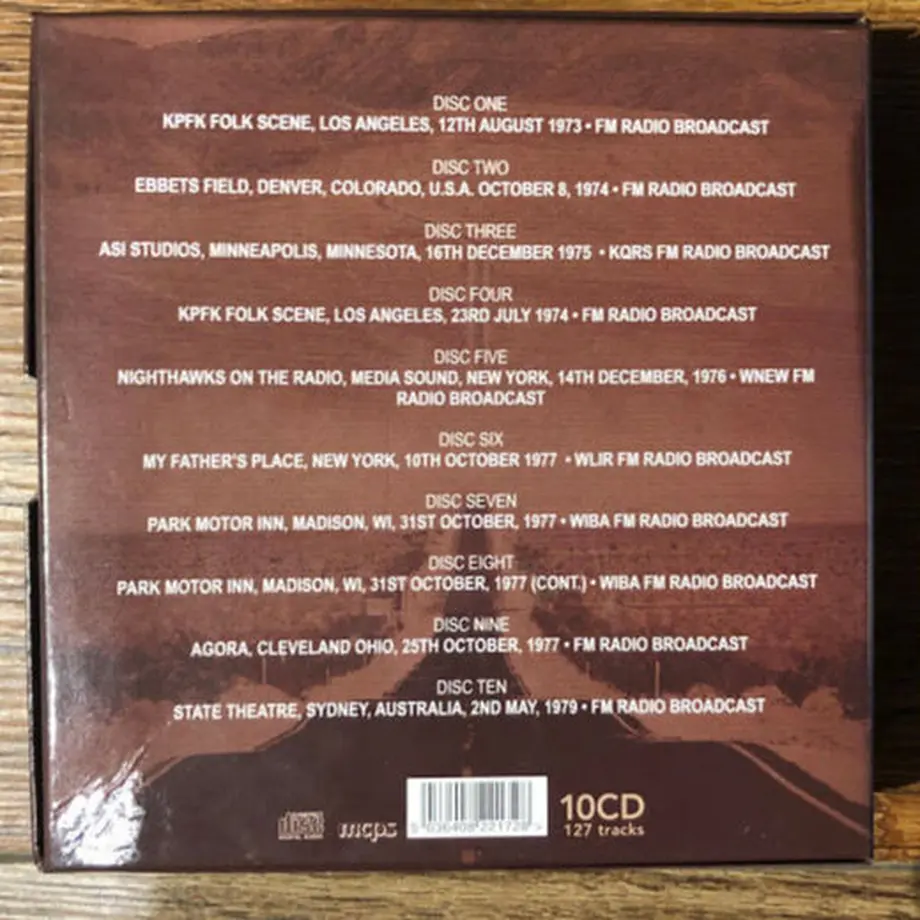 DISC ONE
KPFK FOLK SCENE, LOS ANGELES, 12TH AUGUST 1973 • FM RADIO BROADCAST
DISC TWO
EBBETS FIELD, DENVER, COLORADO, U.S.A. OCTOBER 8, 1974 • FM RADIO BROADCAST
DISC THREE
ASI STUDIOS, MINNEAPOLIS, MINNESOTA, 16TH DECEMBER 1975 • KQRS FM RADIO BROADCAST
DISC FOUR
KPFK FOLK SCENE, LOS ANGELES, 23RD JULY 1974 • FM RADIO BROADCAST
DISC FIVE
NIGHTHAWKS ON THE RADIO, MEDIA SOUND, NEW YORK, 14TH DECEMBER, 1976 • WNEW FM
RADIO BROADCAST
DISC SIX
MY FATHER'S PLACE, NEW YORK, 10TH OCTOBER 1977 • WLIR FM RADIO BROADCAST
DISC SEVEN
PARK MOTOR INN, MADISON, WI, 31ST OCTOBER, 1977 • WIBA FM RADIO BROADCAST
DISC EIGHT
PARK MOTOR INN, MADISON, WI, 31ST OCTOBER, 1977 (CONT.) • WIBA FM RADIO BROADCAST
DISC NINE
AGORA, CLEVELAND OHIO, 25TH OCTOBER, 1977 • FM RADIO BROADCAST
DISC TEN
STATE THEATRE, SYDNEY, AUSTRALIA, 2ND MAY, 1979 • FM RADIO BROADCAST
disc
mcps
10CD
127 tracks